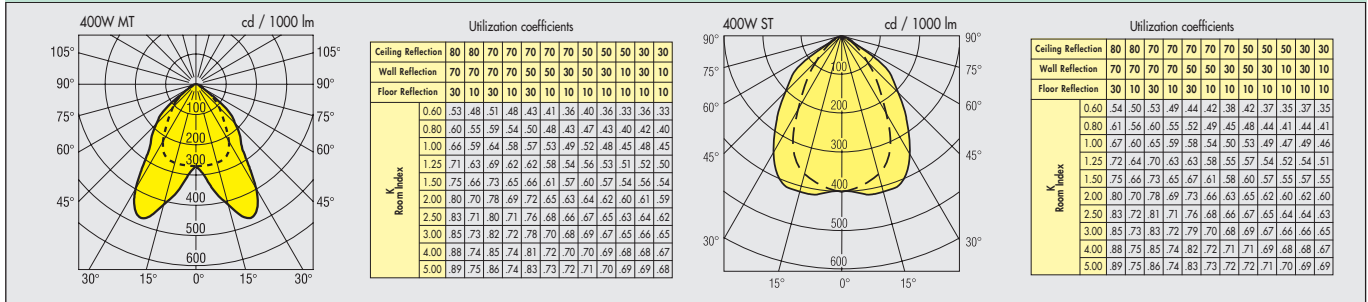 400W MT
cd / 1000 lm
105°
90°
75°
60°
45°
105°
90°
75°
60°
45°
100
200
300
400
500
600
30° 15° 0° 15° 30°
Utilization coefficients
Ceiling Reflection 80 80 70 70 70 70 70 50 50 50 30 30
Wall Reflection 70 70 70 70 50 50 30 50 30 10 30 10
Floor Reflection 30 10 30 10 30 10 10 10 10 10 10 10
K
Room Index
0.60 .53 .48 .51 .48 .43 .41 .36 .40 .36 .33 .36 .33
0.80 .60 .55 .59 .54 .50 .48 .43 .47 .43 .40 .42 .40
1.00 .66 .59 .64 .58 .57 .53 .49 .52 .48 .45 .48 .45
1.25 .71 .63 .69 .62 .62 .58 .54 .56 .53 .51 .52 .50
1.50 .75 .66 .73 .65 .66 .61 .57 .60 .57 .54 .56 .54
2.00 .80 .70 .78 .69 .72 .65 .63 .64 .62 .60 .61 .59
2.50 .83 .71 .80 .71 .76 .68 .66 .67 .65 .63 .64 .62
3.00 .85 .73 .82 .72 .78 .70 .68 .69 .67 .65 .66 .65
4.00 .88 .74 .85 .74 .81 .72 .70 .70 .69 .68 .68 .67
5.00 .89 .75 .86 .74 .83 .73 .72 .71 .70 .69 .69 .68
400W ST
cd / 1000 lm
90°
75°
60°
45°
30°
90°
75°
60°
45°
30°
100
200
300
400
500
600
15° 0° 15°
Utilization coefficients
Ceiling Reflection 80 80 70 70 70 70 70 50 50 50 30 30
Wall Reflection 70 70 70 70 50 50 30 50 30 10 30 10
Floor Reflection 30 10 30 10 30 10 10 10 10 10 10 10
K
Room Index
0.60 .54 .50 .53 .49 .44 .42 .38 .42 .37 .35 .37 .35
0.80 .61 .56 .60 .55 .52 .49 .45 .48 .44 .41 .44 .41
1.00 .67 .60 .65 .59 .58 .54 .50 .53 .49 .47 .49 .46
1.25 .72 .64 .70 .63 .63 .58 .55 .57 .54 .52 .54 .51
1.50 .75 .66 .73 .65 .67 .61 .58 .60 .57 .55 .57 .55
2.00 .80 .70 .78 .69 .73 .66 .63 .65 .62 .60 .62 .60
2.50 .83 .72 .81 .71 .76 .68 .66 .67 .65 .64 .64 .63
3.00 .85 .73 .83 .72 .79 .70 .68 .69 .67 .66 .66 .65
4.00 .88 .75 .85 .74 .82 .72 .71 .71 .69 .68 .68 .67
5.00 .89 .75 .86 .74 .83 .73 .72 .72 .71 .70 .69 .69